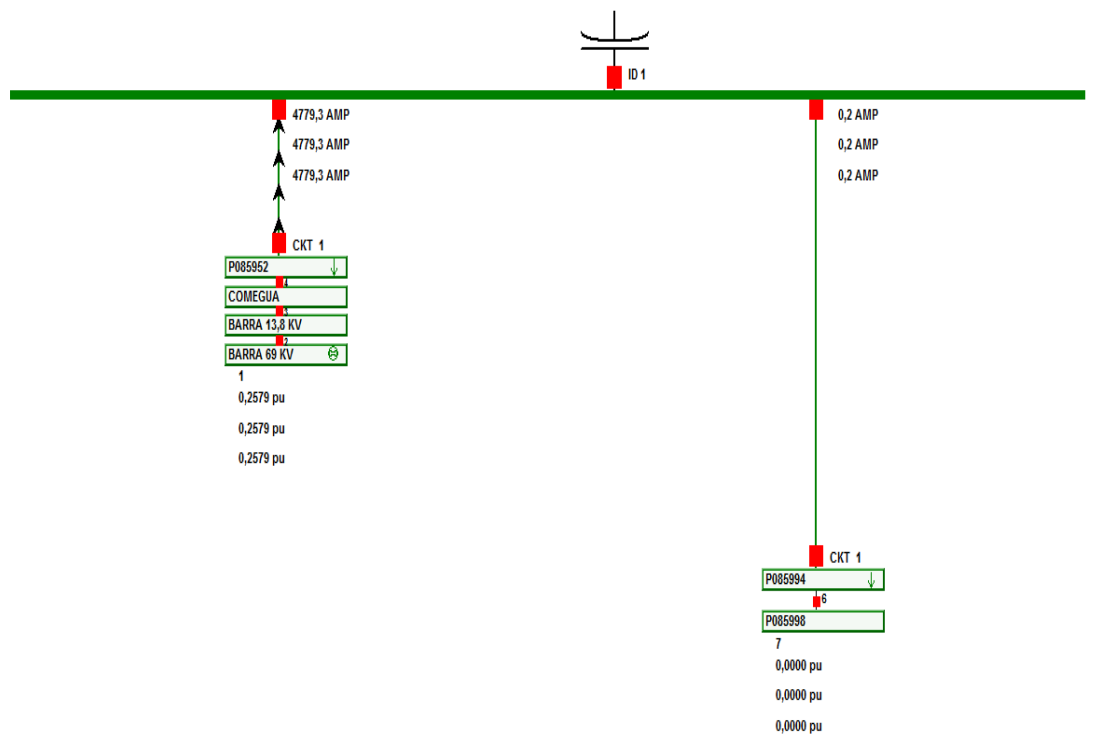 ID 1
4779,3 AMP
4779,3 AMP
4779,3 AMP
0,2 AMP
0,2 AMP
0,2 AMP
CKT 1
P085952
4
COMEGUA
3
BARRA 13,8 KV
2
BARRA 69 KV
1
0,2579 pu
0,2579 pu
0,2579 pu
CKT 1
P085994
6
P085998
7
0,0000 pu
0,0000 pu
0,0000 pu